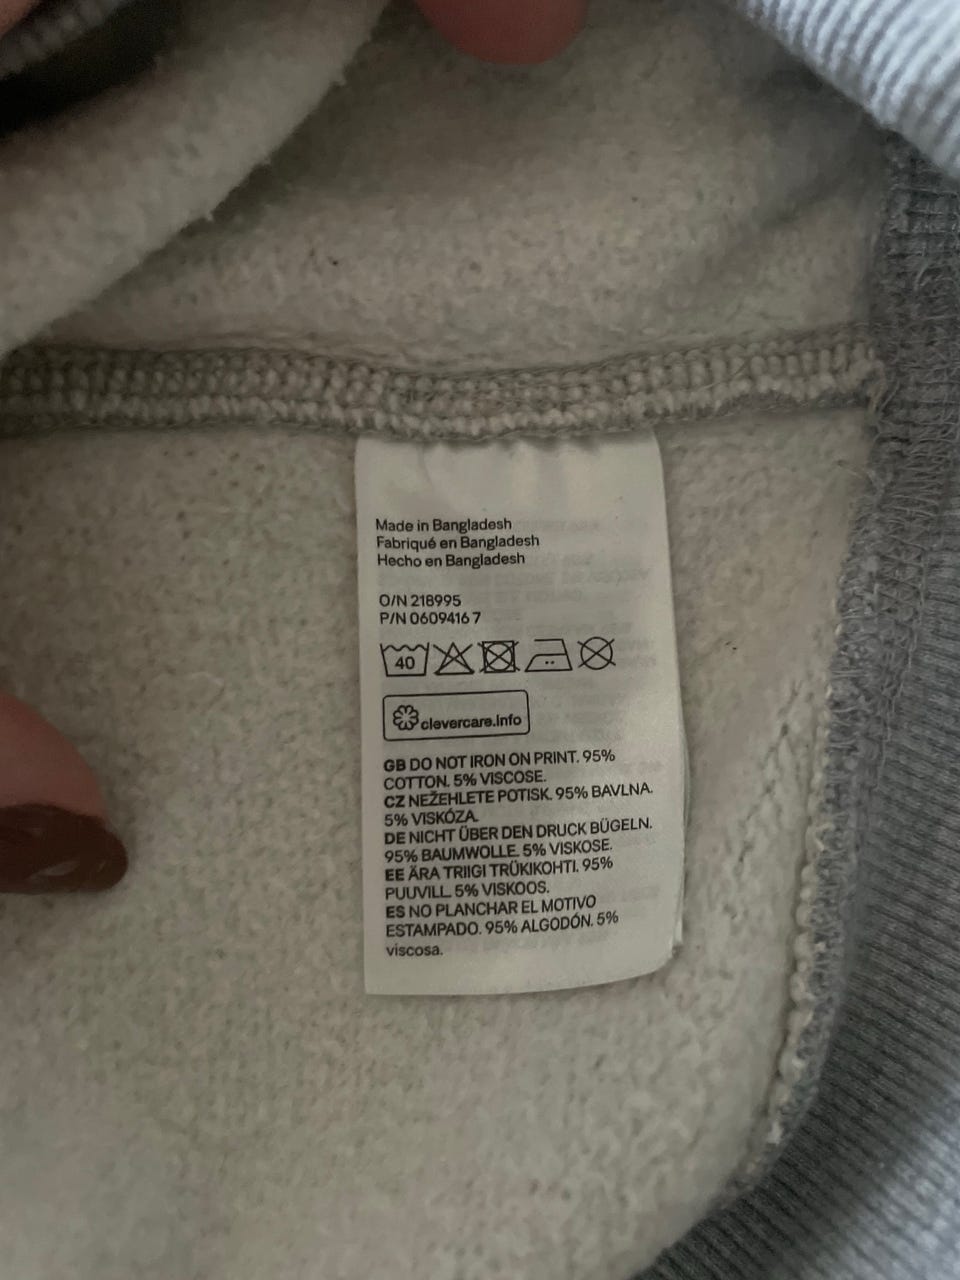 Made in Bangladesh
Fabriqué en Bangladesh
Hecho en Bangladesh
O/N 218995
P/N 0609416 7
40
clevercare.info
GB DO NOT IRON ON PRINT. 95%
COTTON. 5% VISCOSE.
CZ NEŽEHLETE POTISK. 95% BAVLNA.
5% VISKÓZA.
DE NICHT ÜBER DEN DRUCK BÜGELN.
95% BAUMWOLLE. 5% VISKOSE.
EE ÄRA TRIIGI TRÜKIKOHTI. 95%
PUUVILL. 5% VISKOOS.
ES NO PLANCHAR EL MOTIVO
ESTAMPADO. 95% ALGODÓN. 5%
viscosa.